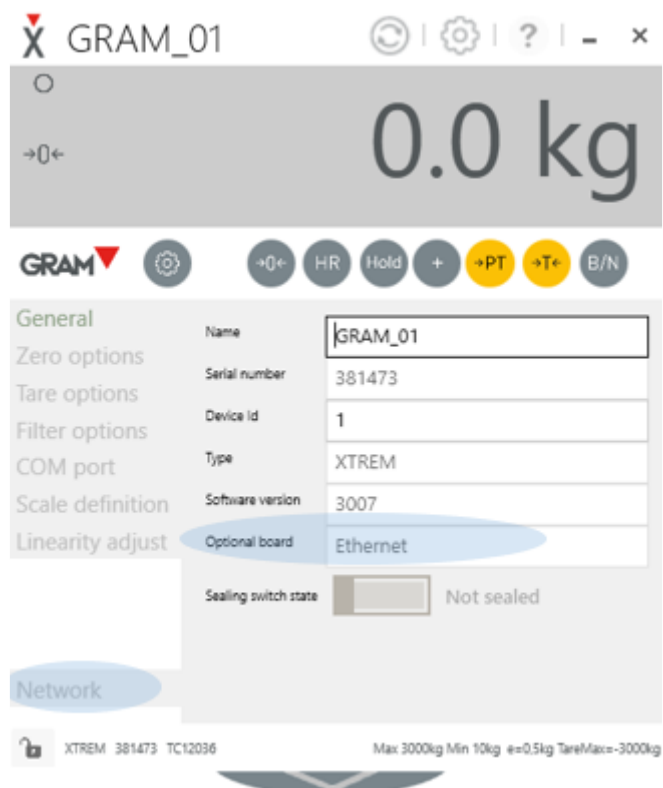 GRAM_01
?
0.0 kg
→0←
GRAM
→0← HR Hold + →PT →T← B/N
General
Zero options
Tare options
Filter options
COM port
Scale definition
Linearity adjust
Network
Name GRAM_01
Serial number 381473
Device Id 1
Type XTREM
Software version 3007
Optional board Ethernet
Sealing switch state Not sealed
XTREM 381473 TC12036 Max 3000kg Min 10kg e=0,5kg TareMax=-3000kg